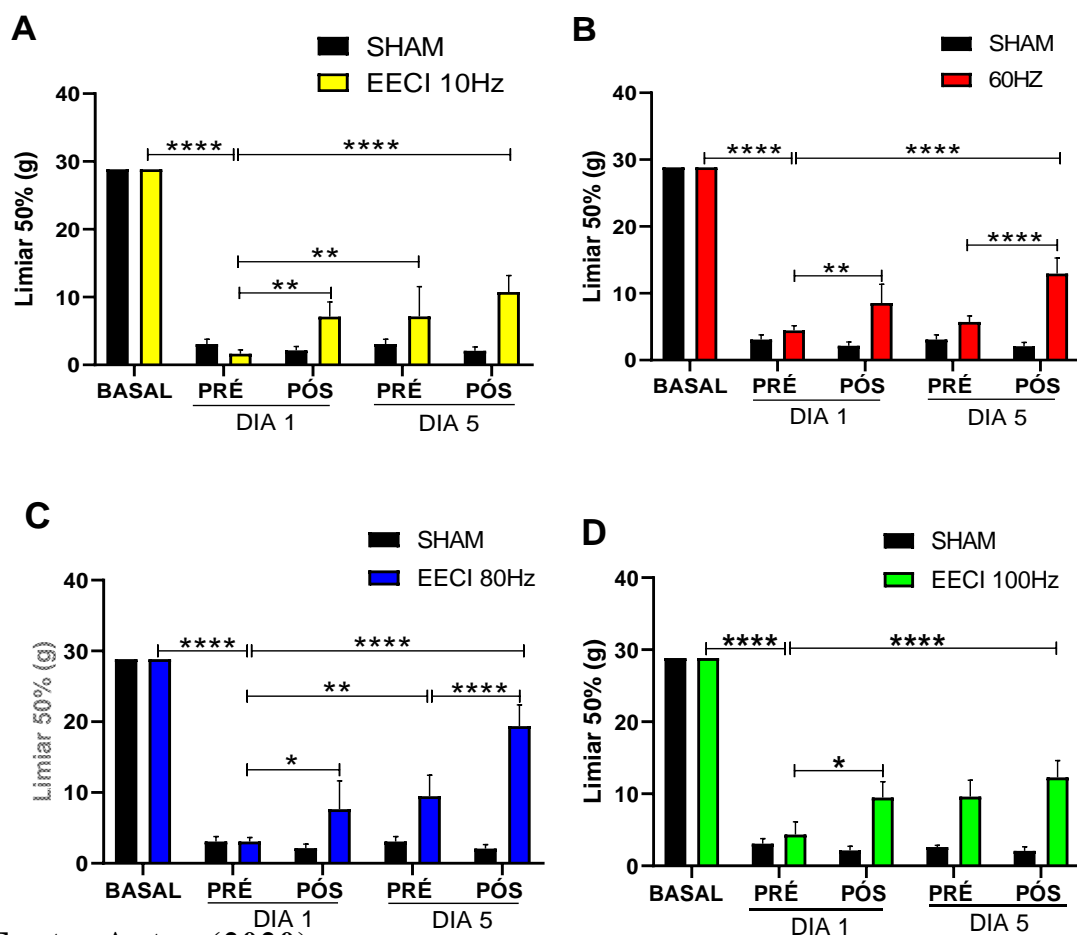 A
SHAM
EECI 10Hz
Limiar 50% (g)
40
30
20
10
0
****
****
**
**
BASAL
PRÉ
PÓS
PRÉ
PÓS
DIA 1
DIA 5
B
SHAM
60HZ
Limiar 50% (g)
40
30
20
10
0
****
****
****
**
BASAL
PRÉ
PÓS
PRÉ
PÓS
DIA 1
DIA 5
C
SHAM
EECI 80Hz
Limiar 50% (g)
40
30
20
10
0
****
****
**
****
*
BASAL
PRÉ
PÓS
PRÉ
PÓS
DIA 1
DIA 5
D
SHAM
EECI 100Hz
Limiar 50% (g)
40
30
20
10
0
****
****
*
BASAL
PRÉ
PÓS
PRÉ
PÓS
DIA 1
DIA 5